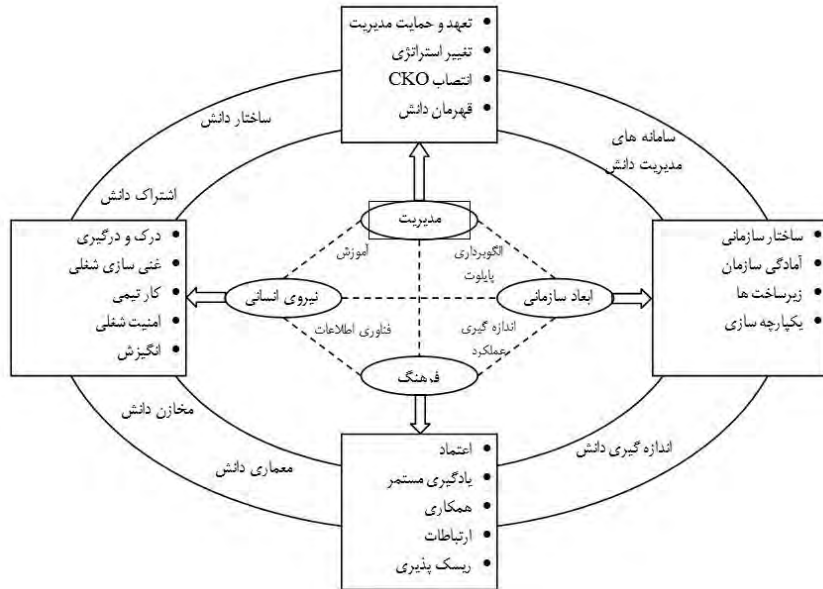 تعهد و حمایت مدیریت
تغییر استراتژی
انتصاب CKO
قهرمان دانش
سامانه های
مدیریت دانش
ساختار دانش
اشتراک دانش
مدیریت
الگوبرداری
پایلوت
آموزش
ساختار سازمانی
آمادگی سازمان
زیرساخت ها
یکپارچه سازی
ابعاد سازمانی
نیروی انسانی
درک و درگیری
غنی سازی شغلی
کار تیمی
امنیت شغلی
انگیزش
اندازه گیری
عملکرد
فناوری اطلاعات
فرهنگ
اندازه گیری دانش
مخازن دانش
معماری دانش
اعتماد
یادگیری مستمر
همکاری
ارتباطات
ریسک پذیری